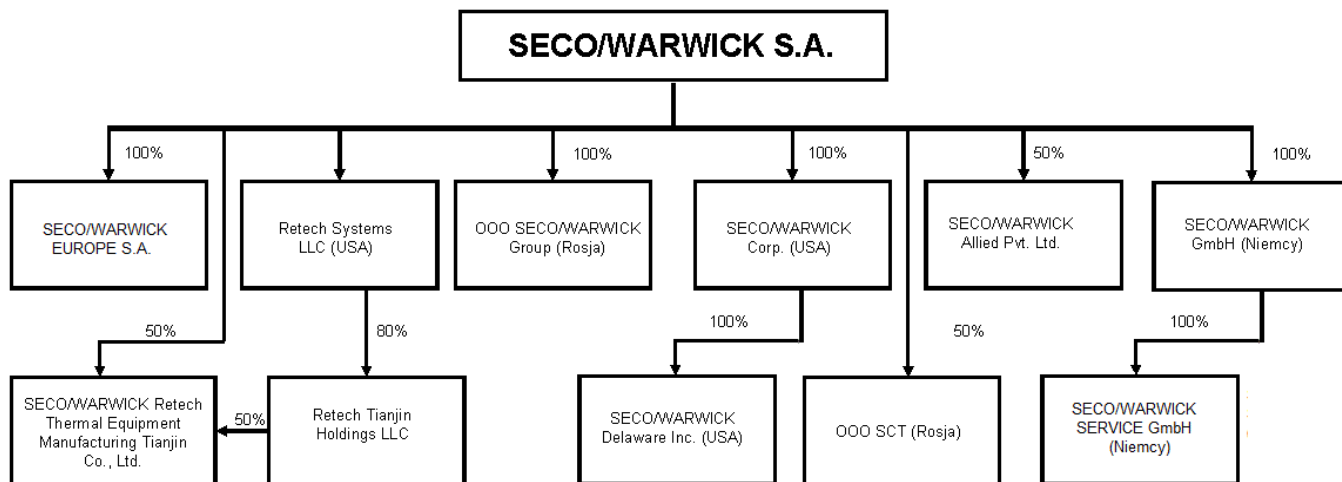 SECO/WARWICK S.A.
100%
100%
100%
50%
100%
SECO/WARWICK
EUROPE S.A.
Retech Systems
LLC (USA)
OOO SECO/WARWICK
Group (Rosja)
SECO/WARWICK
Corp. (USA)
SECO/WARWICK
Allied Pvt. Ltd.
SECO/WARWICK
GmbH (Niemcy)
50%
80%
100%
50%
100%
SECO/WARWICK Retech
Thermal Equipment
Manufacturing Tianjin
Co., Ltd.
50%
Retech Tianjin
Holdings LLC
SECO/WARWICK
Delaware Inc. (USA)
OOO SCT (Rosja)
SECO/WARWICK
SERVICE GmbH
(Niemcy)